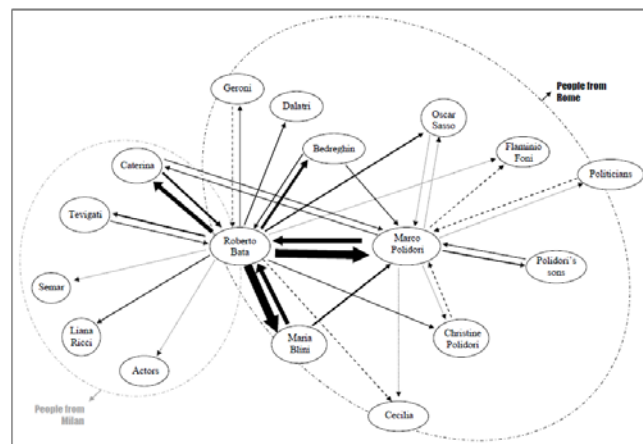 Geroni
Dalatri
Oscar
Sasso
People from
Rome
Bedreghin
Flaminio
Foni
Caterina
Politicians
Tevigati
Roberto
Bata
Marco
Polidori
Polidori´s
sons
Semar
Liana
Ricci
Maria
Blini
Christine
Polidori
Actors
People from
Milan
Cecilia